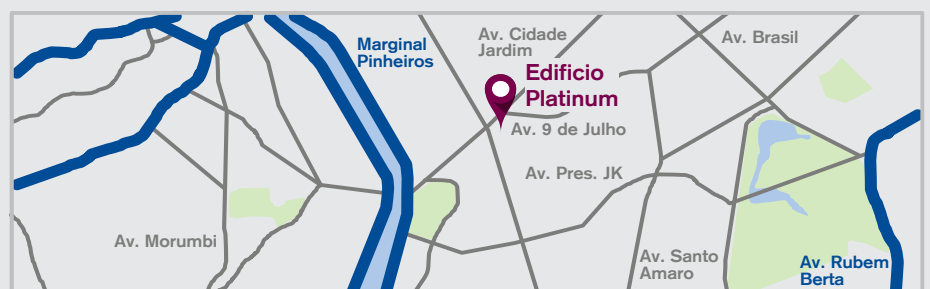 Av. Cidade
Jardim
Av. Brasil
Marginal
Pinheiros
Edificio
Platinum
Av. 9 de Julho
Av. Pres. JK
Av. Morumbi
Av. Santo
Amaro
Av. Rubem
Berta